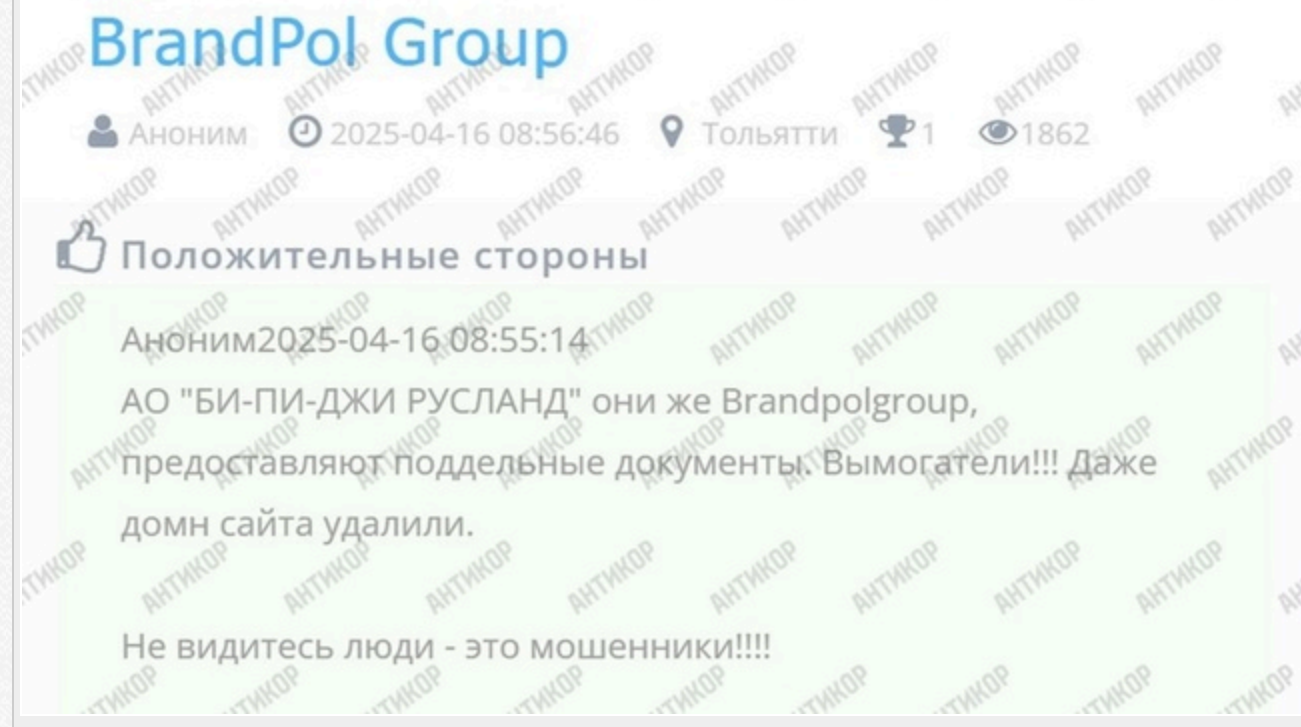 BrandPol Group
Аноним 2025-04-16 08:56:46 Тольятти 1 1862
Положительные стороны
Аноним2025-04-16 08:55:14
АО "БИ-ПИ-ДЖИ РУСЛАНД" они же Brandpolgroup,
предоставляют поддельные документы. Вымогатели!!! Даже
домн сайта удалили.
Не видитесь люди - это мошенники!!!!
АНТИКОР